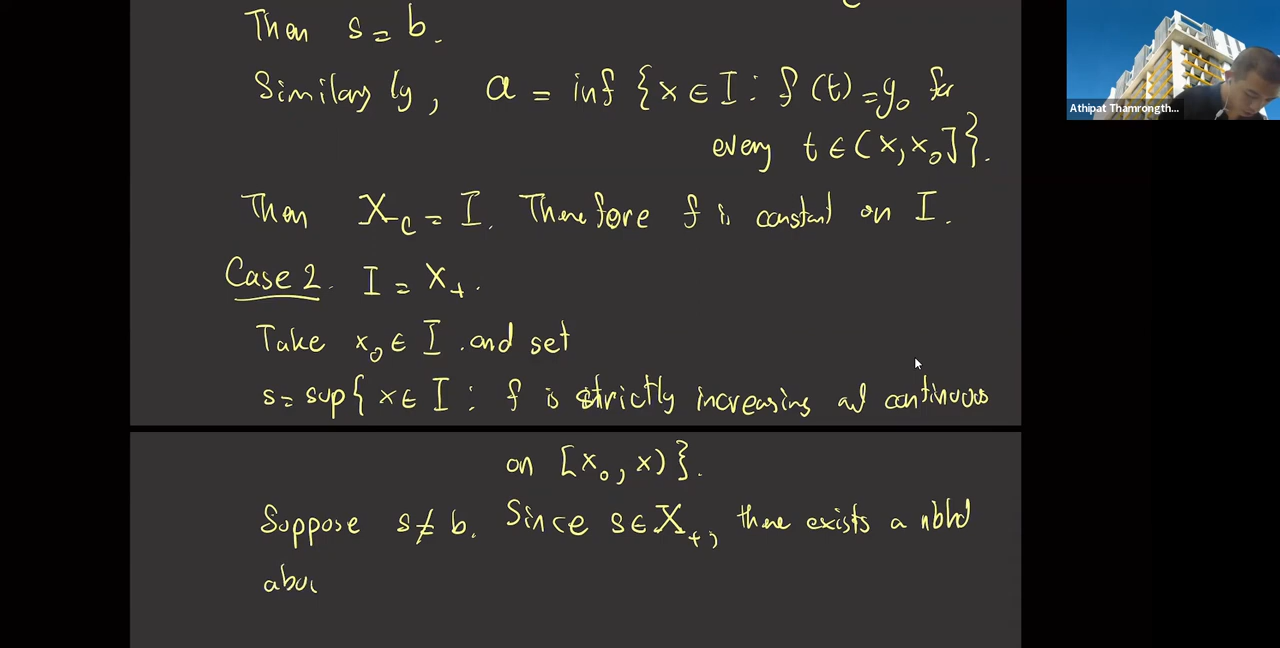 Then s = b.
Similarly, a = inf {x ∈ I : f(t) = y₀ for
every t ∈ (x, x₀]}.
Then X_c = I. Therefore f is constant on I.
Case 2. I = X₊.
Take x₀ ∈ I and set
s = sup{ x ∈ I : f is strictly increasing and continuous
on [x₀, x)}.
Suppose s ≠ b. Since s ∈ X₊, there exists a nbhd
Athipat Thamrongth...